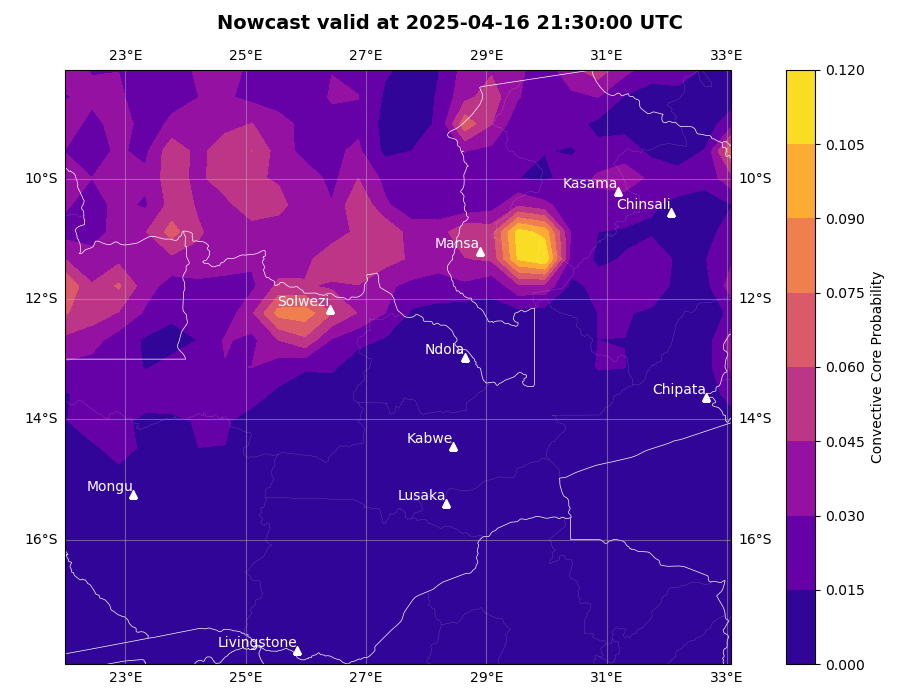 Nowcast valid at 2025-04-16 21:30:00 UTC
23°E 25°E 27°E 29°E 31°E 33°E
0.120
0.105
10°S Kasama 10°S
Chinsali
0.090
Mansa
0.075
12°S Solwezi 12°S
Ndola
0.060
Chipata
14°S 14°S
0.045
Kabwe
Mongu
Lusaka
0.030
16°S 16°S
0.015
Livingstone
0.000
23°E 25°E 27°E 29°E 31°E 33°E
Convective Core Probability